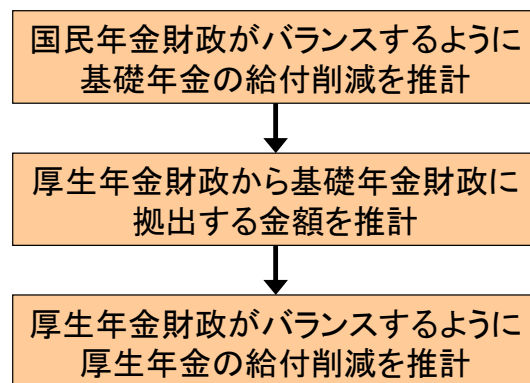 国民年金財政がバランスするように
基礎年金の給付削減を推計
厚生年金財政から基礎年金財政に
拠出する金額を推計
厚生年金財政がバランスするように
厚生年金の給付削減を推計